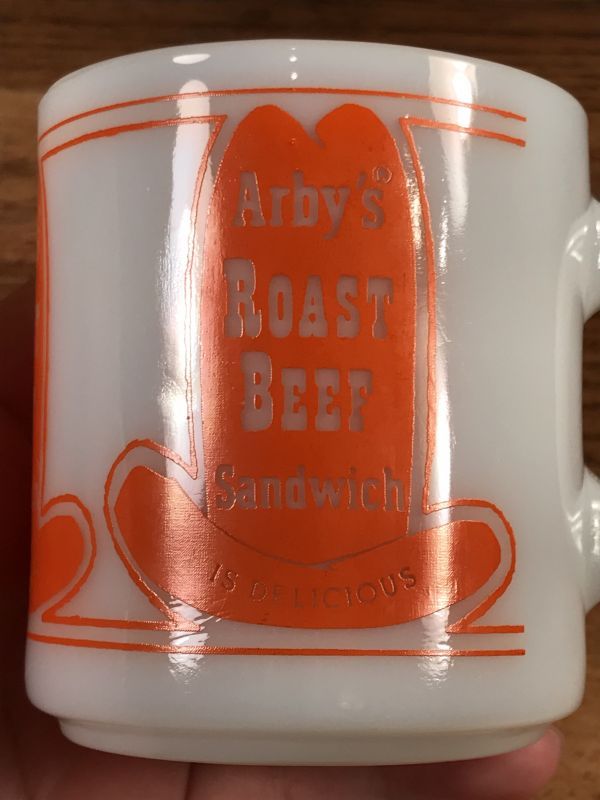 Arby's®
ROAST
BEEF
Sandwich
IS DELICIOUS